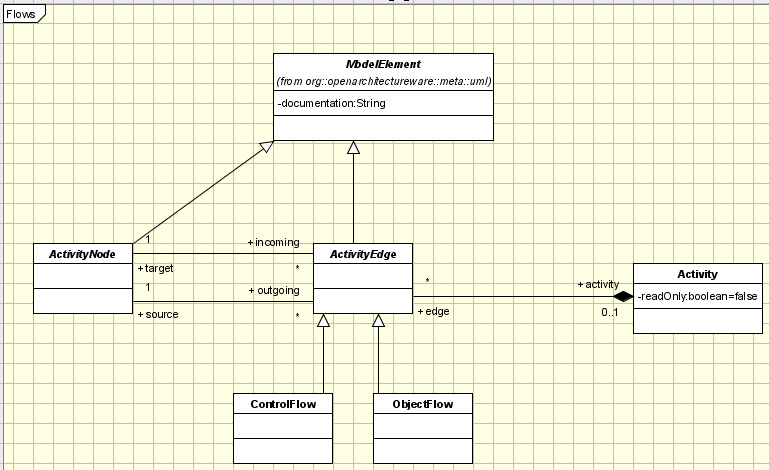 Flows
ModelElement
(from org::openarchitectureware::meta::uml)
-documentation:String
1
+incoming
ActivityNode
ActivityEdge
+target
*
1
+outgoing
+source
*
*
+edge
+activity
0..1
Activity
-readOnly:boolean=false
ControlFlow
ObjectFlow